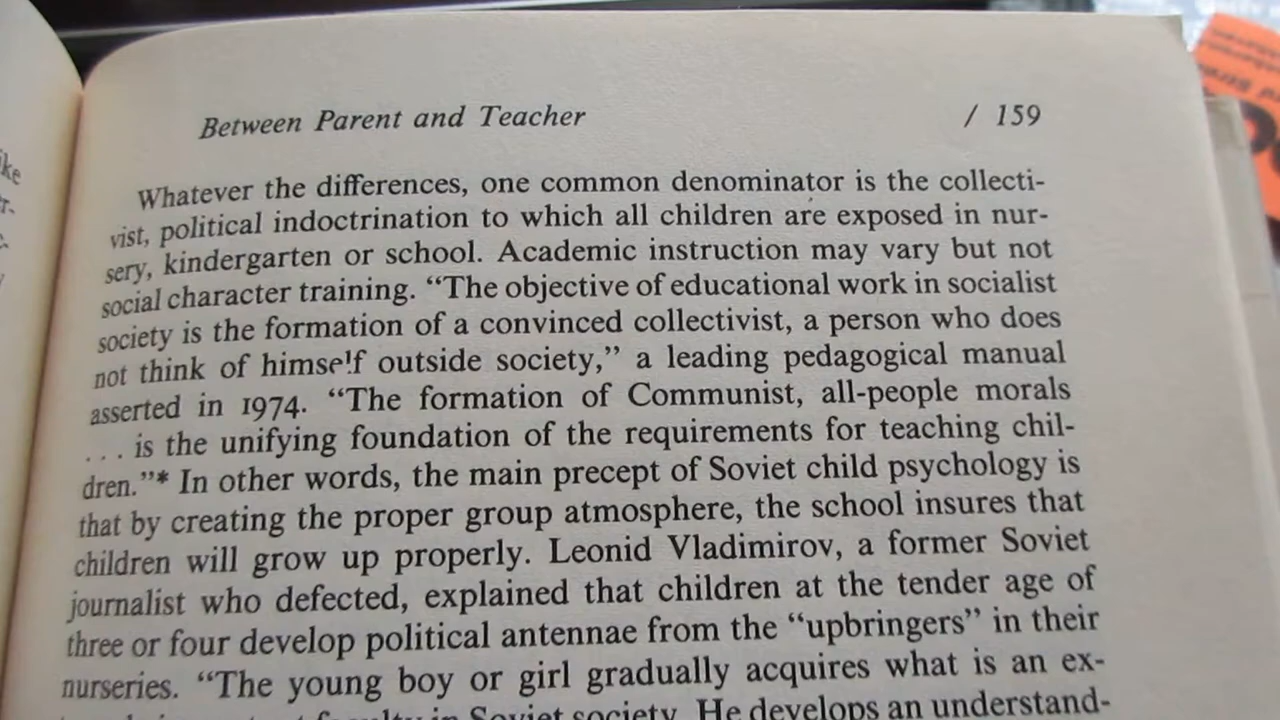 Between Parent and Teacher / 159
Whatever the differences, one common denominator is the collecti-
vist, political indoctrination to which all children are exposed in nur-
sery, kindergarten or school. Academic instruction may vary but not
social character training. “The objective of educational work in socialist
society is the formation of a convinced collectivist, a person who does
not think of himself outside society,” a leading pedagogical manual
asserted in 1974. “The formation of Communist, all-people morals
. . . is the unifying foundation of the requirements for teaching chil-
dren.”* In other words, the main precept of Soviet child psychology is
that by creating the proper group atmosphere, the school insures that
children will grow up properly. Leonid Vladimirov, a former Soviet
journalist who defected, explained that children at the tender age of
three or four develop political antennae from the “upbringers” in their
nurseries. “The young boy or girl gradually acquires what is an ex-
faculty in Soviet society. He develops an understand-